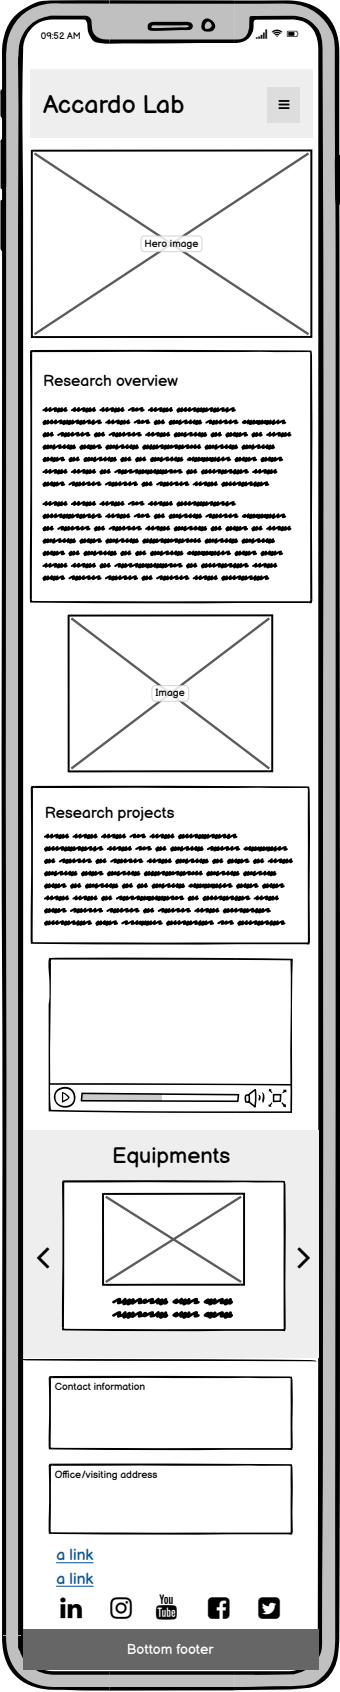 09:52 AM
Accardo Lab
Hero image
Research overview
Image
Research projects
Equipments
Contact information
Office/visiting address
a link
a link
in
You
Tube
Bottom footer